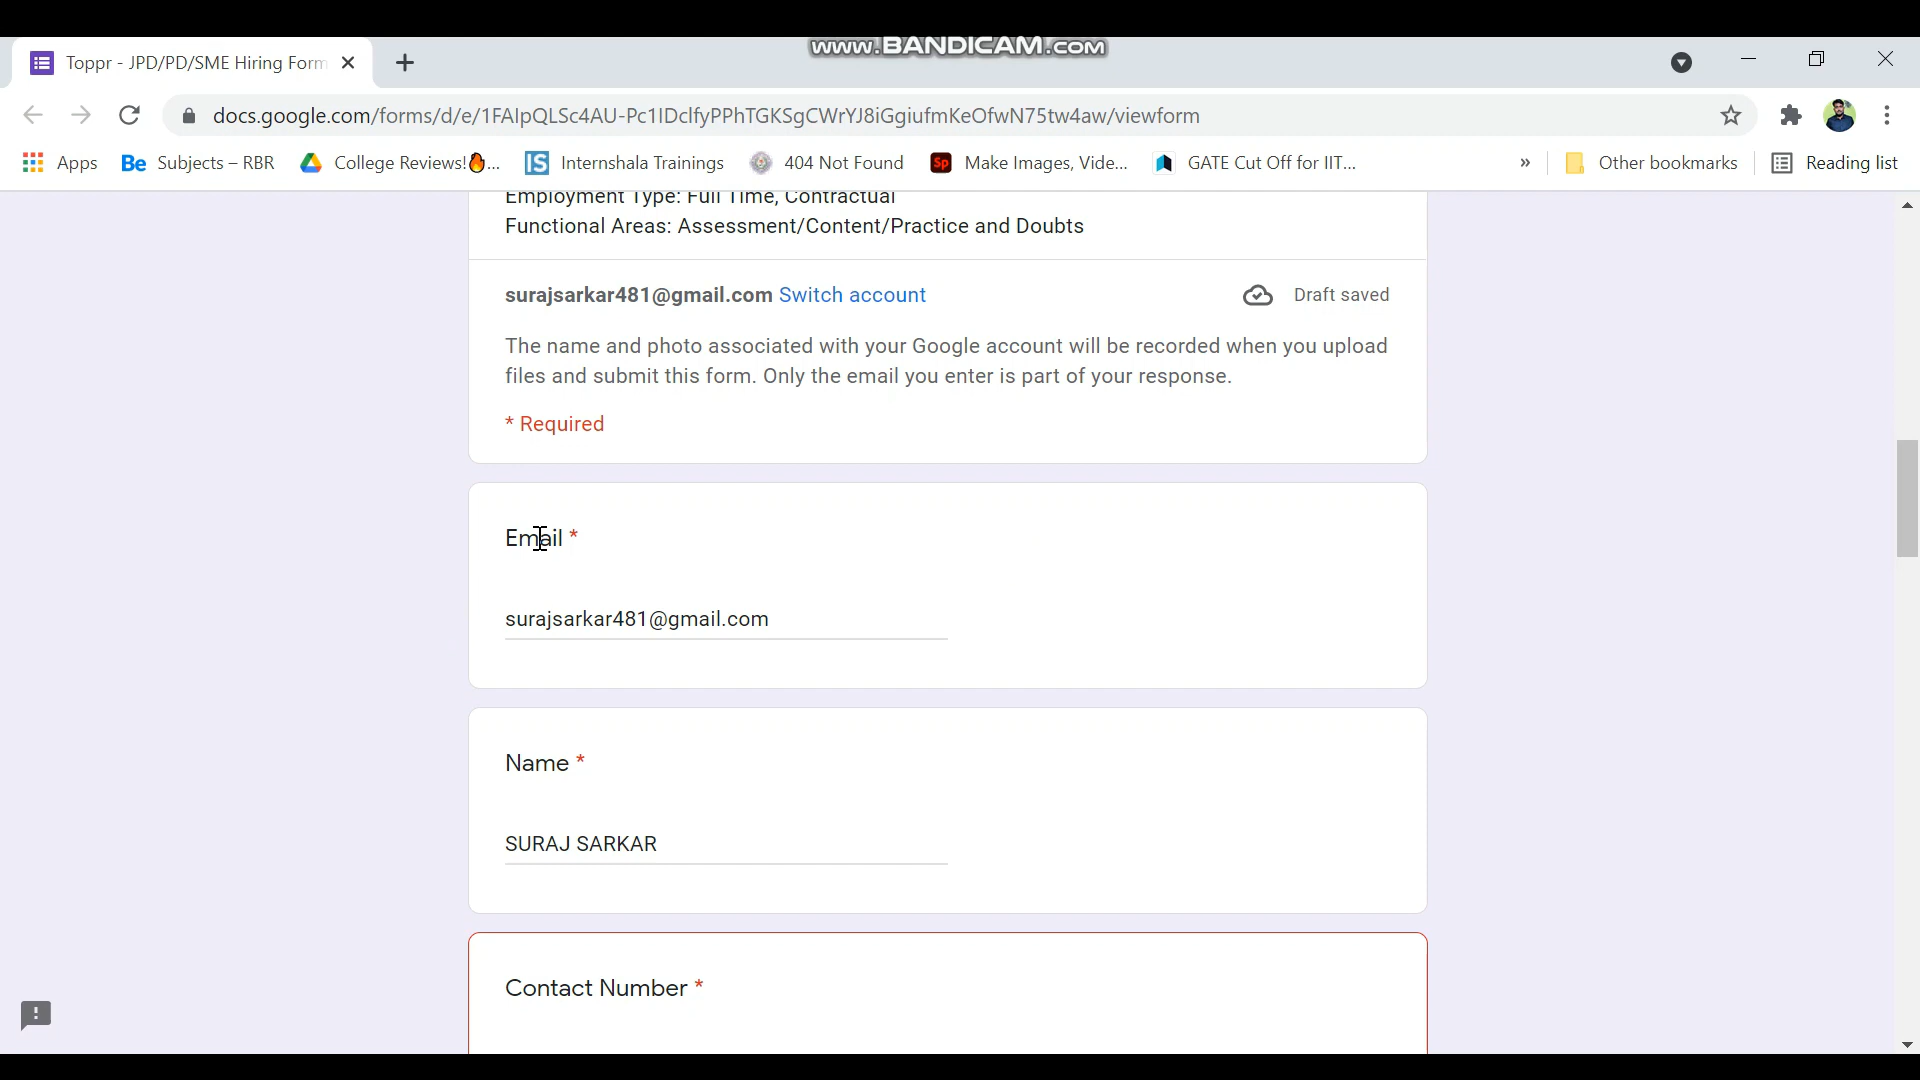 www.BANDICAM.com
Toppr - JPD/PD/SME Hiring Form
docs.google.com/forms/d/e/1FAIpQLSc4AU-Pc1IDclfyPPhTGKSgCWrYJ8iGgiufmKeOfwN75tw4aw/viewform
Apps
Be Subjects – RBR
College Reviews!🔥...
IS Internshala Trainings
404 Not Found
Sp Make Images, Vide...
GATE Cut Off for IIT...
»
Other bookmarks
Reading list
Employment Type: Full Time, Contractual
Functional Areas: Assessment/Content/Practice and Doubts
surajsarkar481@gmail.com Switch account
Draft saved
The name and photo associated with your Google account will be recorded when you upload
files and submit this form. Only the email you enter is part of your response.
* Required
Email *
surajsarkar481@gmail.com
Name *
SURAJ SARKAR
Contact Number *